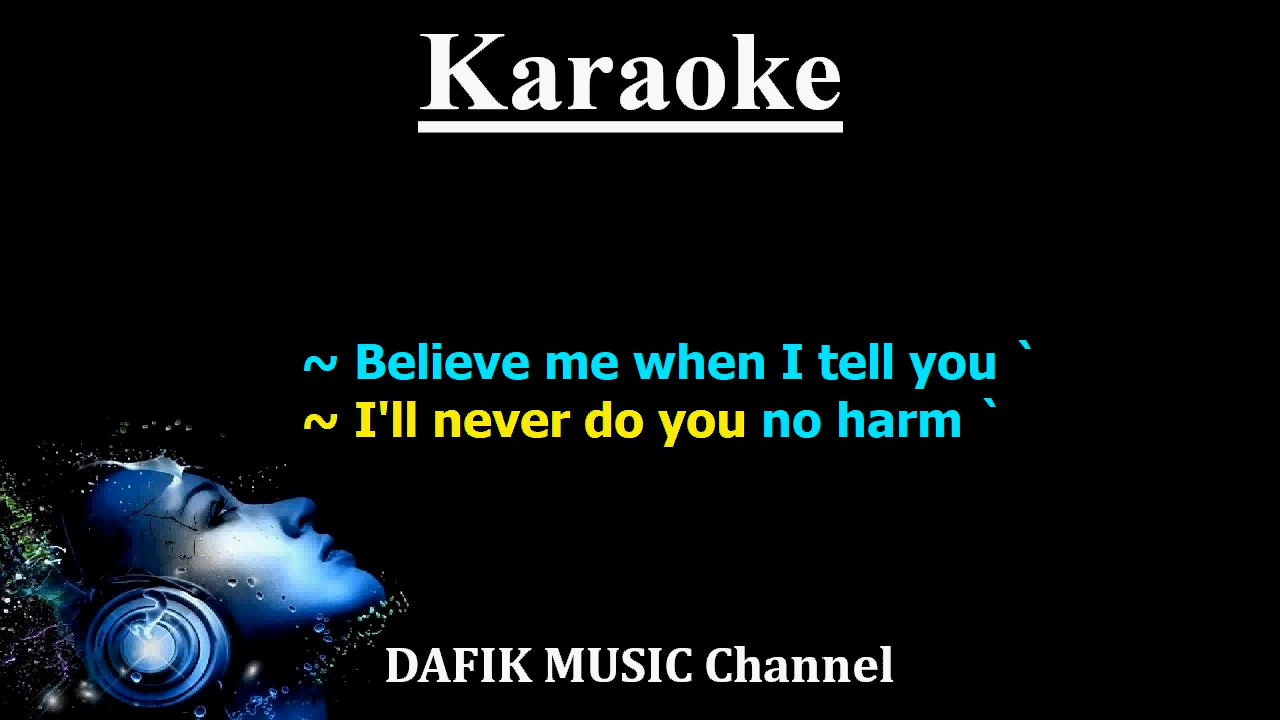 Karaoke
~ Believe me when I tell you `
~ I'll never do you no harm `
DAFIK MUSIC Channel